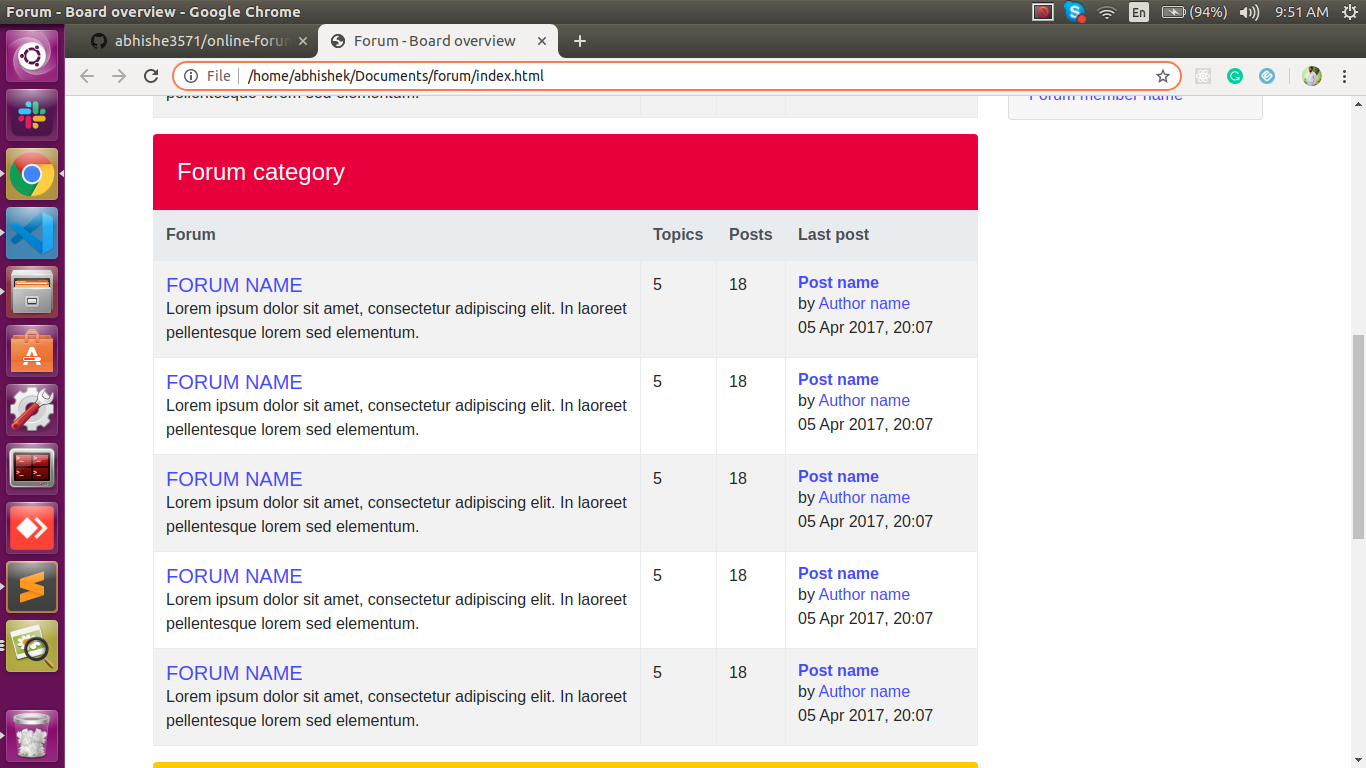 Forum - Board overview - Google Chrome
En
(94%)
9:51 AM
abhishe3571/online-foru
Forum - Board overview
File
/home/abhishek/Documents/forum/index.html
pellentesque lorem sed elementum.
Forum member name
Forum category
Forum Topics Posts Last post
FORUM NAME 5 18 Post name
Lorem ipsum dolor sit amet, consectetur adipiscing elit. In laoreet by Author name
pellentesque lorem sed elementum. 05 Apr 2017, 20:07
FORUM NAME 5 18 Post name
Lorem ipsum dolor sit amet, consectetur adipiscing elit. In laoreet by Author name
pellentesque lorem sed elementum. 05 Apr 2017, 20:07
FORUM NAME 5 18 Post name
Lorem ipsum dolor sit amet, consectetur adipiscing elit. In laoreet by Author name
pellentesque lorem sed elementum. 05 Apr 2017, 20:07
FORUM NAME 5 18 Post name
Lorem ipsum dolor sit amet, consectetur adipiscing elit. In laoreet by Author name
pellentesque lorem sed elementum. 05 Apr 2017, 20:07
FORUM NAME 5 18 Post name
Lorem ipsum dolor sit amet, consectetur adipiscing elit. In laoreet by Author name
pellentesque lorem sed elementum. 05 Apr 2017, 20:07